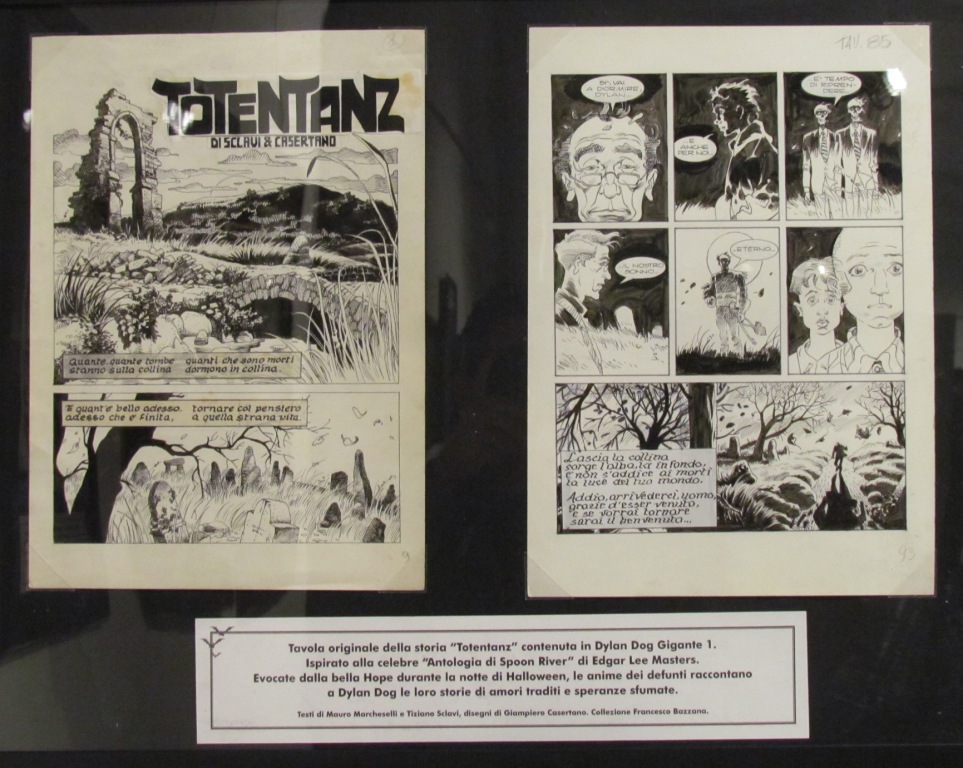 TOTENTANZ
DI SCLAVI & CASERTANO
Quante, quante tombe
stanno sulla collina
quanti che sono morti
dormono in collina.
E quant'è bello adesso,
adesso che è finita,
tornare col pensiero
a quella strana vita.
9
TAV. 85
SI', VAI
A DORMIRE,
DYLAN...
...E
ANCHE
PER NOI...
E' TEMPO
DI RIPREN-
DERE...
...IL NOSTRO
SONNO...
...ETERNO...
Lascia la collina
sorge l'alba, là in fondo,
e non s'addice ai morti
la luce del tuo mondo.
Addio, arrivederci, uomo,
grazie d'esser venuto,
e se vorrai tornare
sarai il benvenuto...
93
Tavola originale della storia "Totentanz" contenuta in Dylan Dog Gigante 1.
Ispirato alla celebre "Antologia di Spoon River" di Edgar Lee Masters.
Evocate dalla bella Hope durante la notte di Halloween, le anime dei defunti raccontano
a Dylan Dog le loro storie di amori traditi e speranze sfumate.
Testi di Mauro Marcheselli e Tiziano Sclavi, disegni di Giampiero Casertano. Collezione Francesco Bazzana.